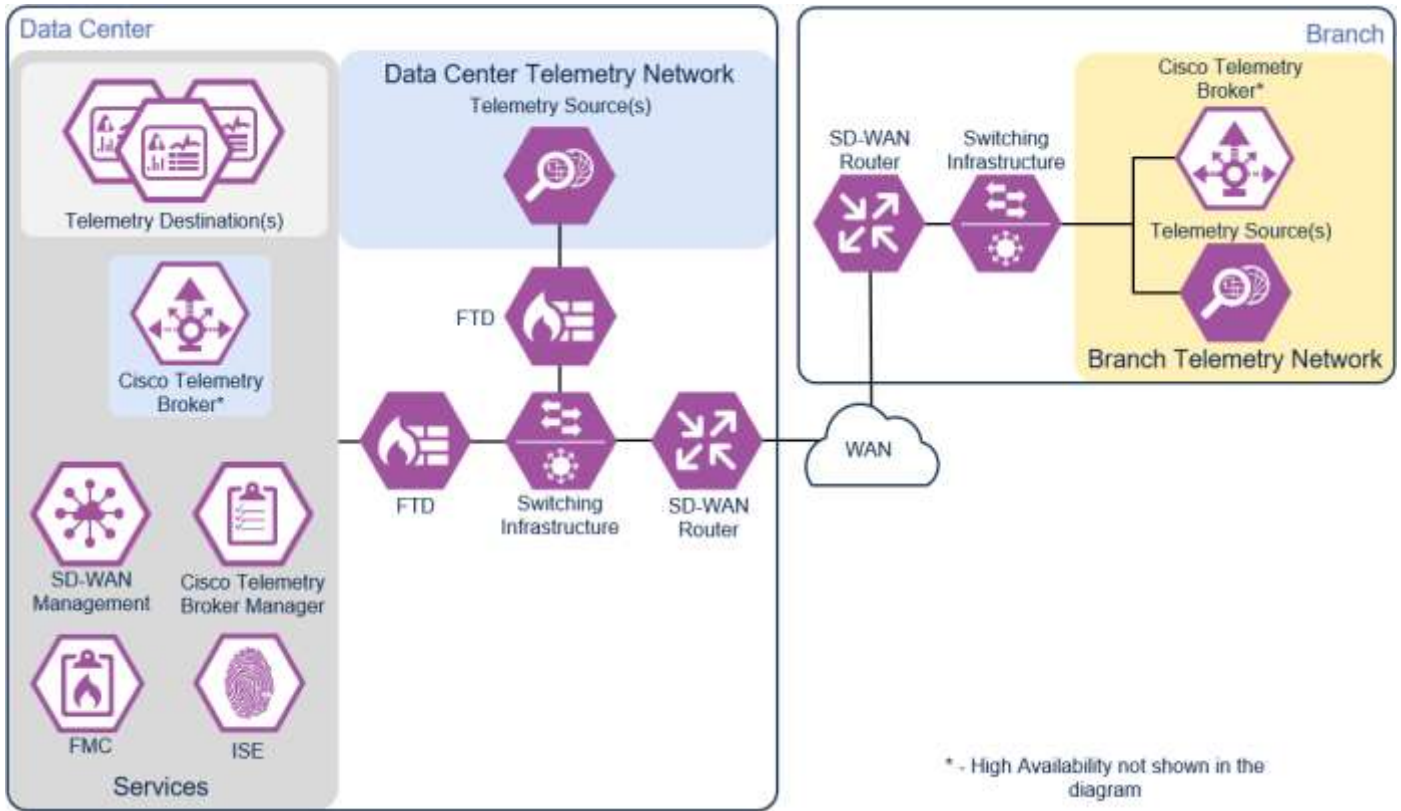 Data Center
Telemetry Destination(s)
Cisco Telemetry
Broker*
SD-WAN
Management
Cisco Telemetry
Broker Manager
FMC
ISE
Services
Data Center Telemetry Network
Telemetry Source(s)
FTD
FTD
Switching
Infrastructure
SD-WAN
Router
WAN
Branch
SD-WAN
Router
Switching
Infrastructure
Cisco Telemetry
Broker*
Telemetry Source(s)
Branch Telemetry Network
* - High Availability not shown in the
diagram